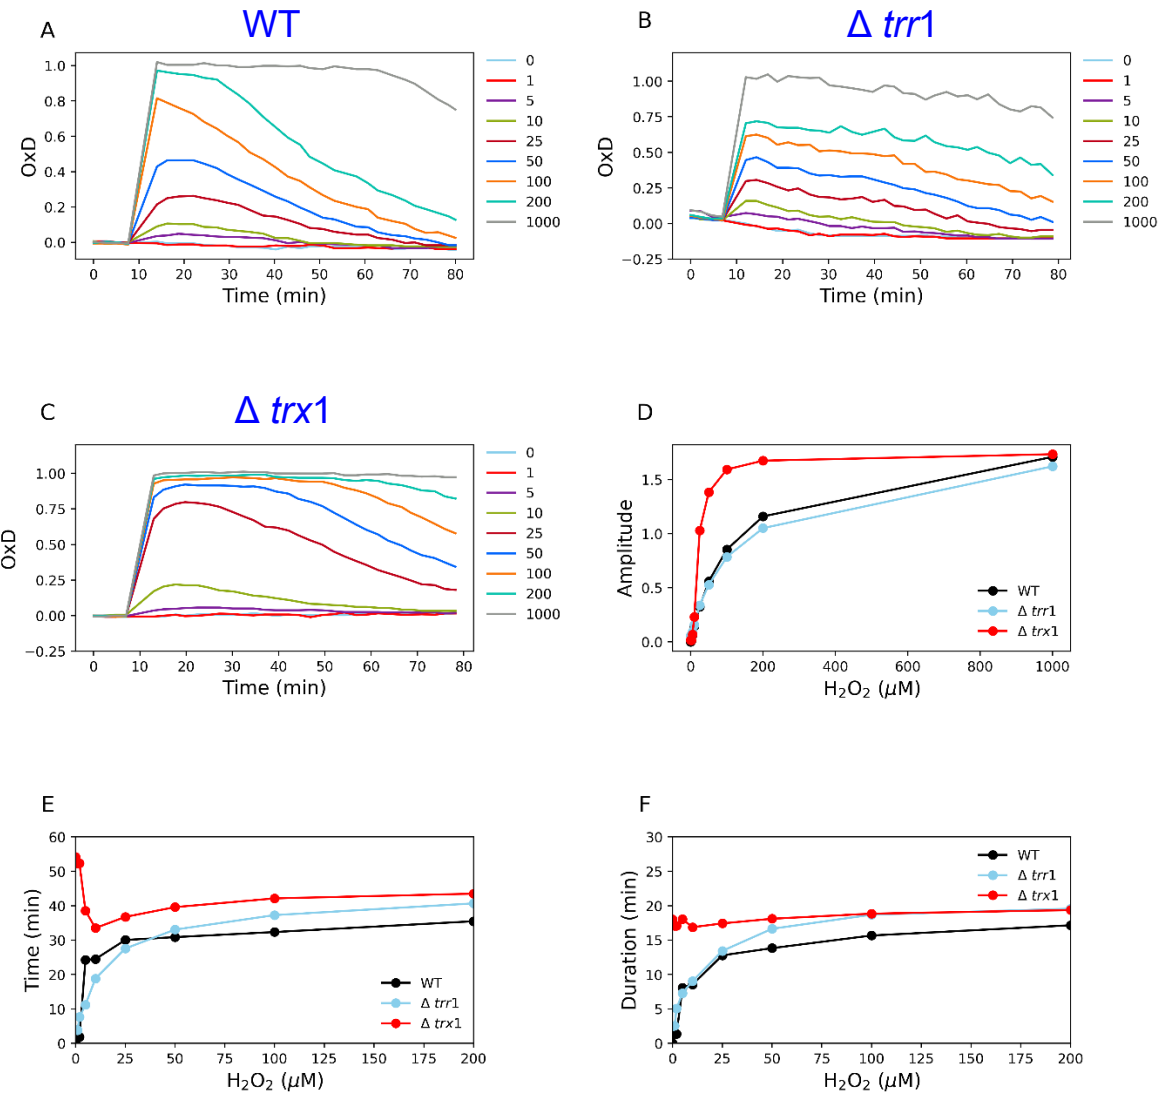 A
WT
OxD
1.0
0.8
0.6
0.4
0.2
0.0
0 10 20 30 40 50 60 70 80
Time (min)
0
1
5
10
25
50
100
200
1000
B
Δ trr1
OxD
1.00
0.75
0.50
0.25
0.00
−0.25
0 10 20 30 40 50 60 70 80
Time (min)
0
1
5
10
25
50
100
200
1000
C
Δ trx1
OxD
1.00
0.75
0.50
0.25
0.00
−0.25
0 10 20 30 40 50 60 70 80
Time (min)
0
1
5
10
25
50
100
200
1000
D
Amplitude
1.5
1.0
0.5
0.0
WT
Δ trr1
Δ trx1
0 200 400 600 800 1000
H₂O₂ (μM)
E
Time (min)
60
50
40
30
20
10
0
WT
Δ trr1
Δ trx1
0 25 50 75 100 125 150 175 200
H₂O₂ (μM)
F
Duration (min)
30
25
20
15
10
5
0
WT
Δ trr1
Δ trx1
0 25 50 75 100 125 150 175 200
H₂O₂ (μM)